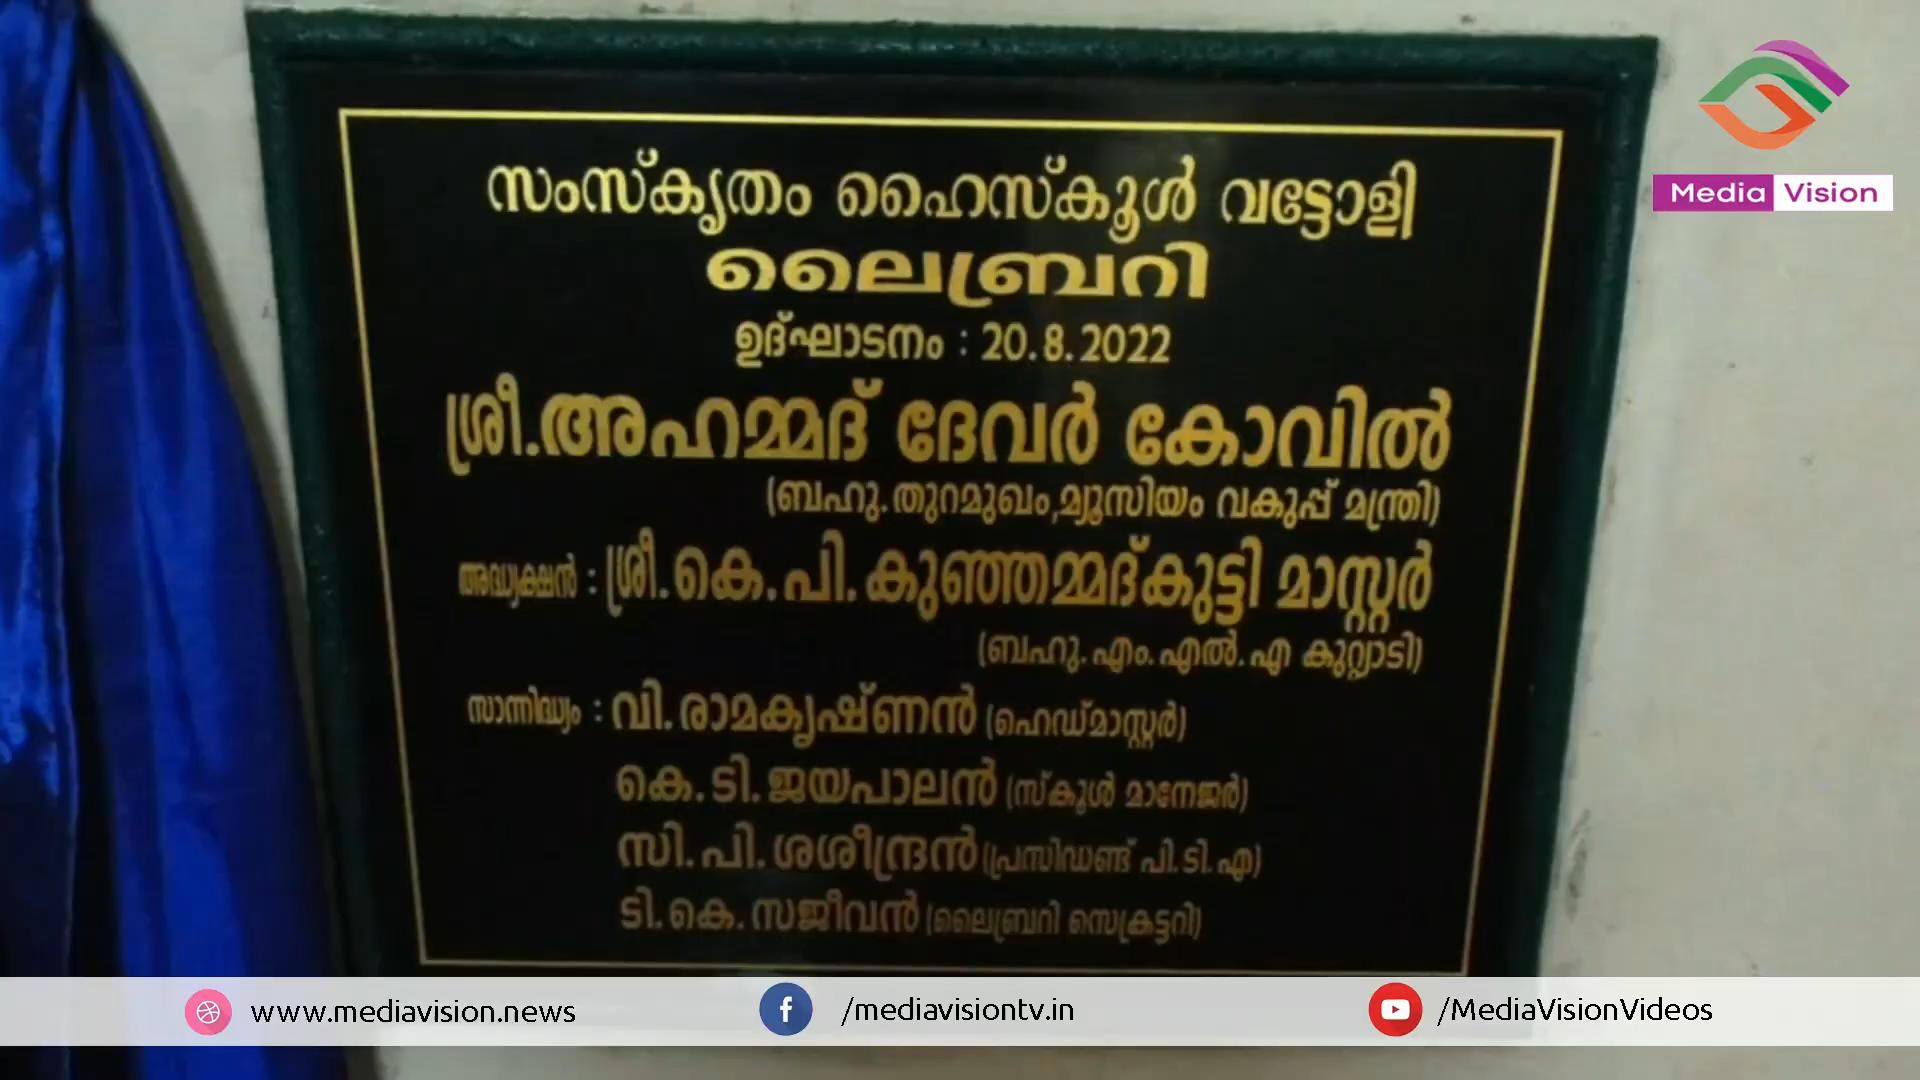 സംസ്കൃതം ഹൈസ്കൂൾ വട്ടോളി
ലൈബ്രറി
ഉദ്ഘാടനം : 20.8.2022
ശ്രീ.അഹമ്മദ് ദേവർ കോവിൽ
(ബഹു.തുറമുഖം,മ്യൂസിയം വകുപ്പ് മന്ത്രി)
അദ്ധ്യക്ഷൻ : ശ്രീ.കെ.പി.കുഞ്ഞമ്മദ്കുട്ടി മാസ്റ്റർ
(ബഹു.എം.എൽ.എ കുറ്റ്യാടി)
സാന്നിദ്ധ്യം : വി.രാമകൃഷ്ണൻ (ഹെഡ്മാസ്റ്റർ)
കെ.ടി.ജയപാലൻ (സ്കൂൾ മാനേജർ)
സി.പി.ശശീന്ദ്രൻ (പ്രസിഡണ്ട് പി.ടി.എ)
ടി.കെ.സജീവൻ (ലൈബ്രറി സെക്രട്ടറി)
Media Vision
www.mediavision.news
/mediavisiontv.in
/MediaVisionVideos